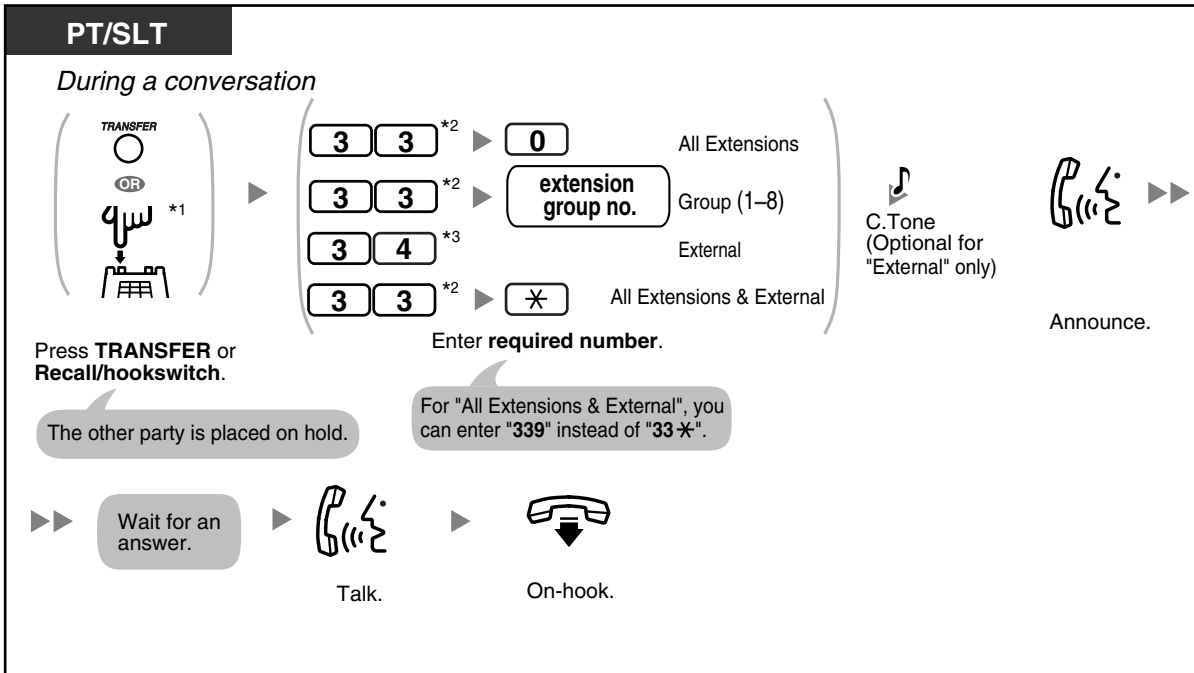 PT/SLT
During a conversation
TRANSFER
OR
*1
Press TRANSFER or
Recall/hookswitch.
The other party is placed on hold.
3 3 *2 0 All Extensions
3 3 *2 extension group no. Group (1–8)
3 4 *3 External
3 3 *2 * All Extensions & External
Enter required number.
For "All Extensions & External", you
can enter "339" instead of "33*".
C.Tone
(Optional for
"External" only)
Announce.
Wait for an
answer.
Talk.
On-hook.